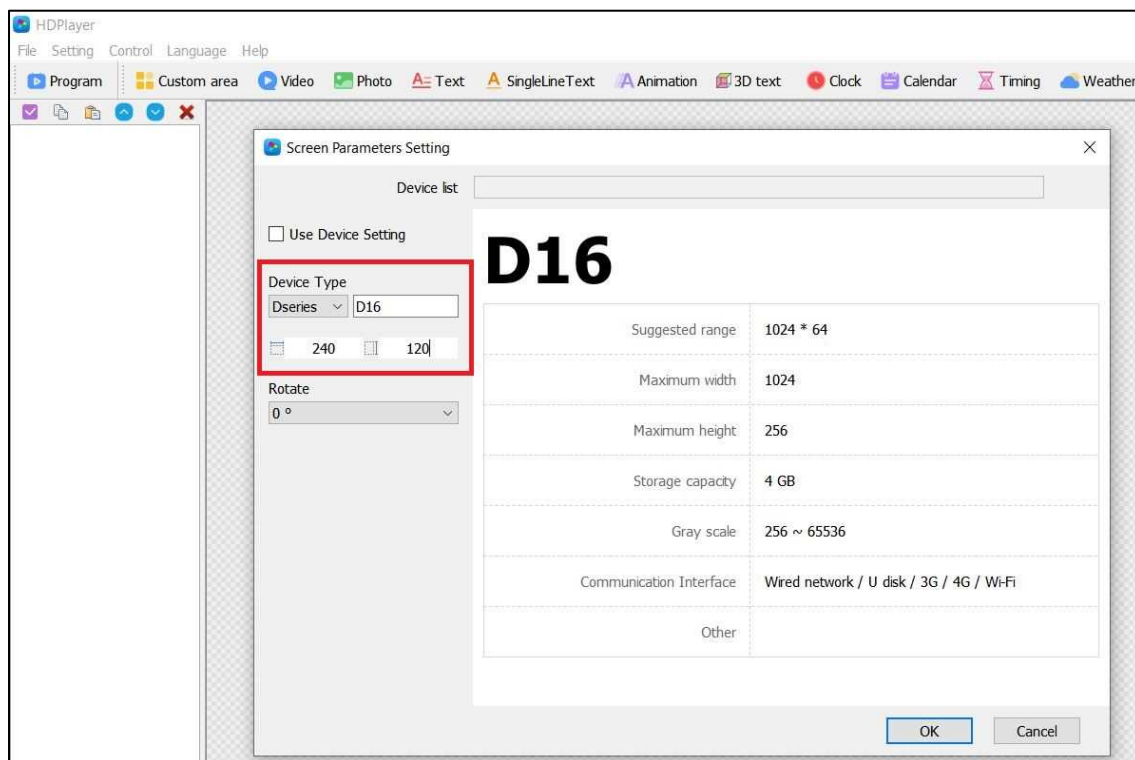 HDPlayer
File Setting Control Language Help
Program Custom area Video Photo Text SingleLineText Animation 3D text Clock Calendar Timing Weather
Screen Parameters Setting
Device list
Use Device Setting
D16
Device Type
Dseries D16
240 120
Rotate
0 °
Suggested range 1024 * 64
Maximum width 1024
Maximum height 256
Storage capacity 4 GB
Gray scale 256 ~ 65536
Communication Interface Wired network / U disk / 3G / 4G / Wi-Fi
Other
OK Cancel